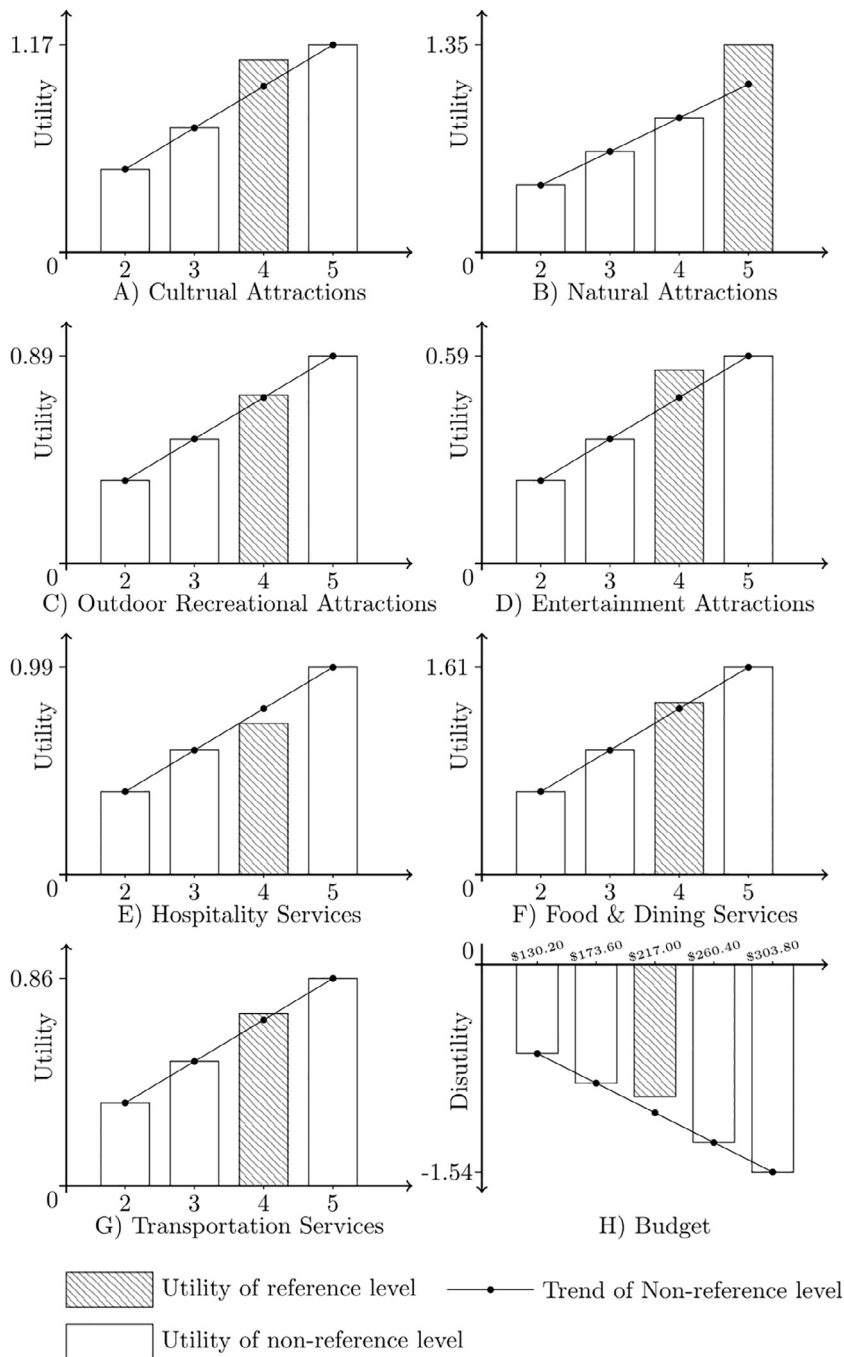 1.17
Utility
0
2 3 4 5
A) Cultrual Attractions
1.35
Utility
0
2 3 4 5
B) Natural Attractions
0.89
Utility
0
2 3 4 5
C) Outdoor Recreational Attractions
0.59
Utility
0
2 3 4 5
D) Entertainment Attractions
0.99
Utility
0
2 3 4 5
E) Hospitality Services
1.61
Utility
0
2 3 4 5
F) Food & Dining Services
0.86
Utility
0
2 3 4 5
G) Transportation Services
0
$130.20 $173.60 $217.00 $260.40 $303.80
Disutility
-1.54
H) Budget
Utility of reference level
Trend of Non-reference level
Utility of non-reference level